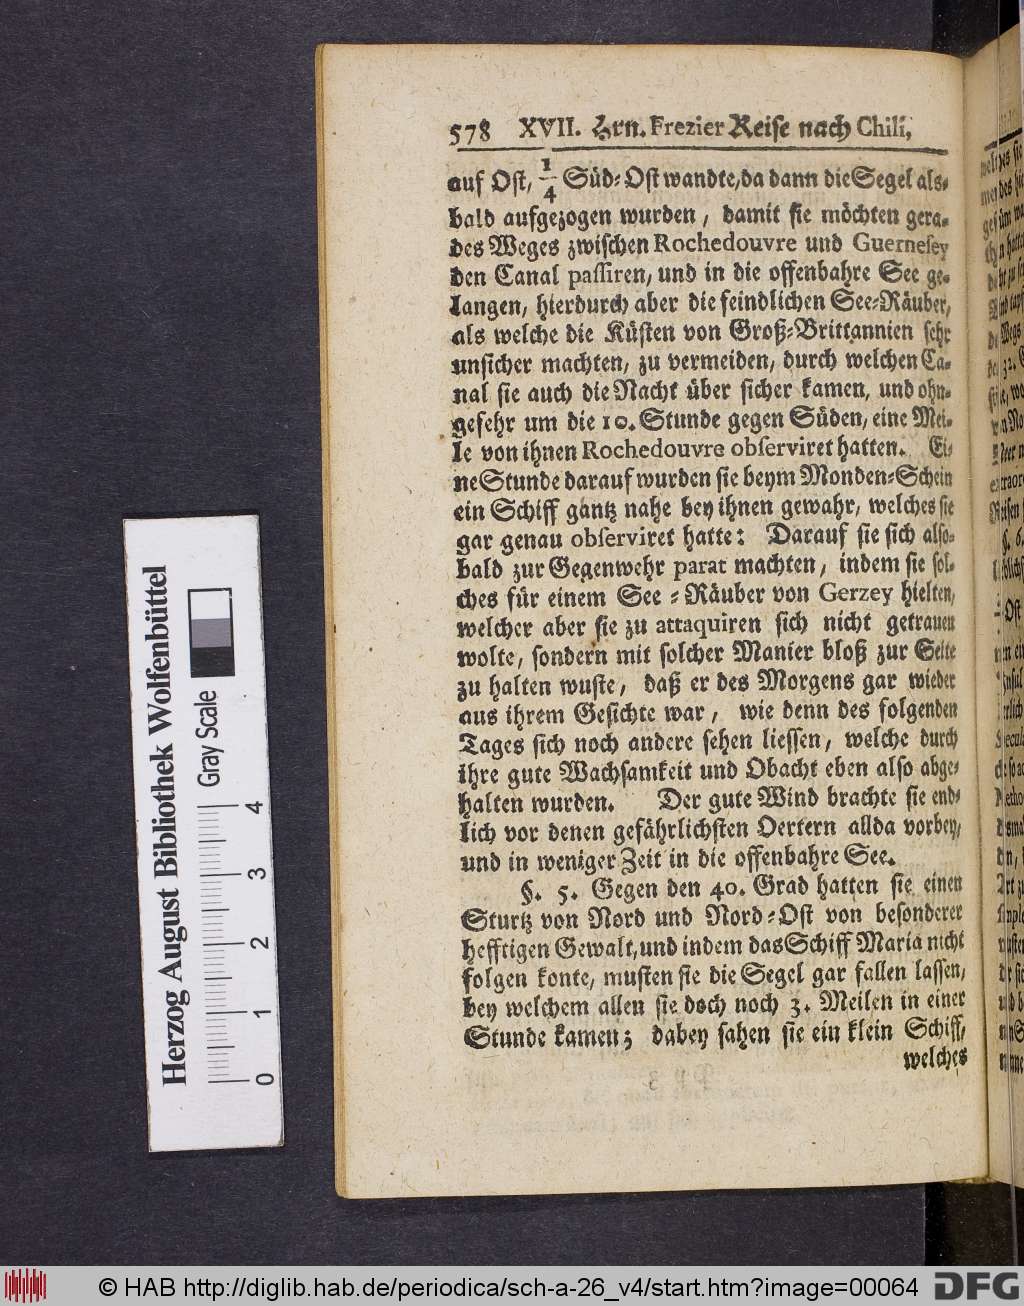 578 XVII. Hrn. Frezier Reise nach Chili,
auf Ost, 1/4 Süd-Ost wandte, da dann die Segel als-
bald aufgezogen wurden, damit sie möchten gera-
des Weges zwischen Rochedouvre und Guernesey
den Canal passiren, und in die offenbahre See ge-
langen, hierdurch aber die feindlichen See-Räuber,
als welche die Küsten von Groß-Brittannien sehr
unsicher machten, zu vermeiden, durch welchen Ca-
nal sie auch die Nacht über sicher kamen, und ohn-
gefehr um die 10. Stunde gegen Süden, eine Mei-
le von ihnen Rochedouvre observiret hatten. Ei-
ne Stunde darauf wurden sie beym Monden-Schein
ein Schiff gantz nahe bey ihnen gewahr, welches sie
gar genau observiret hatte: Darauf sie sich also-
bald zur Gegenwehr parat machten, indem sie sol-
ches für einem See-Räuber von Gerzey hielten,
welcher aber sie zu attaquiren sich nicht getrauen
wolte, sondern mit solcher Manier bloß zur Seite
zu halten wuste, daß er des Morgens gar wieder
aus ihrem Gesichte war, wie denn des folgenden
Tages sich noch andere sehen liessen, welche durch
ihre gute Wachsamkeit und Obacht eben also abge-
halten wurden. Der gute Wind brachte sie end-
lich vor denen gefährlichsten Oertern allda vorbey,
und in weniger Zeit in die offenbahre See.
§. 5. Gegen den 40. Grad hatten sie einen
Sturtz von Nord und Nord-Ost von besonderer
hefftigen Gewalt, und indem das Schiff Maria nicht
folgen konte, musten sie die Segel gar fallen lassen,
bey welchem allen sie doch noch 3. Meilen in einer
Stunde kamen; dabey sahen sie ein klein Schiff,
welches
Herzog August Bibliothek Wolfenbüttel
Gray Scale
0 1 2 3 4
© HAB http://diglib.hab.de/periodica/sch-a-26_v4/start.htm?image=00064
DFG